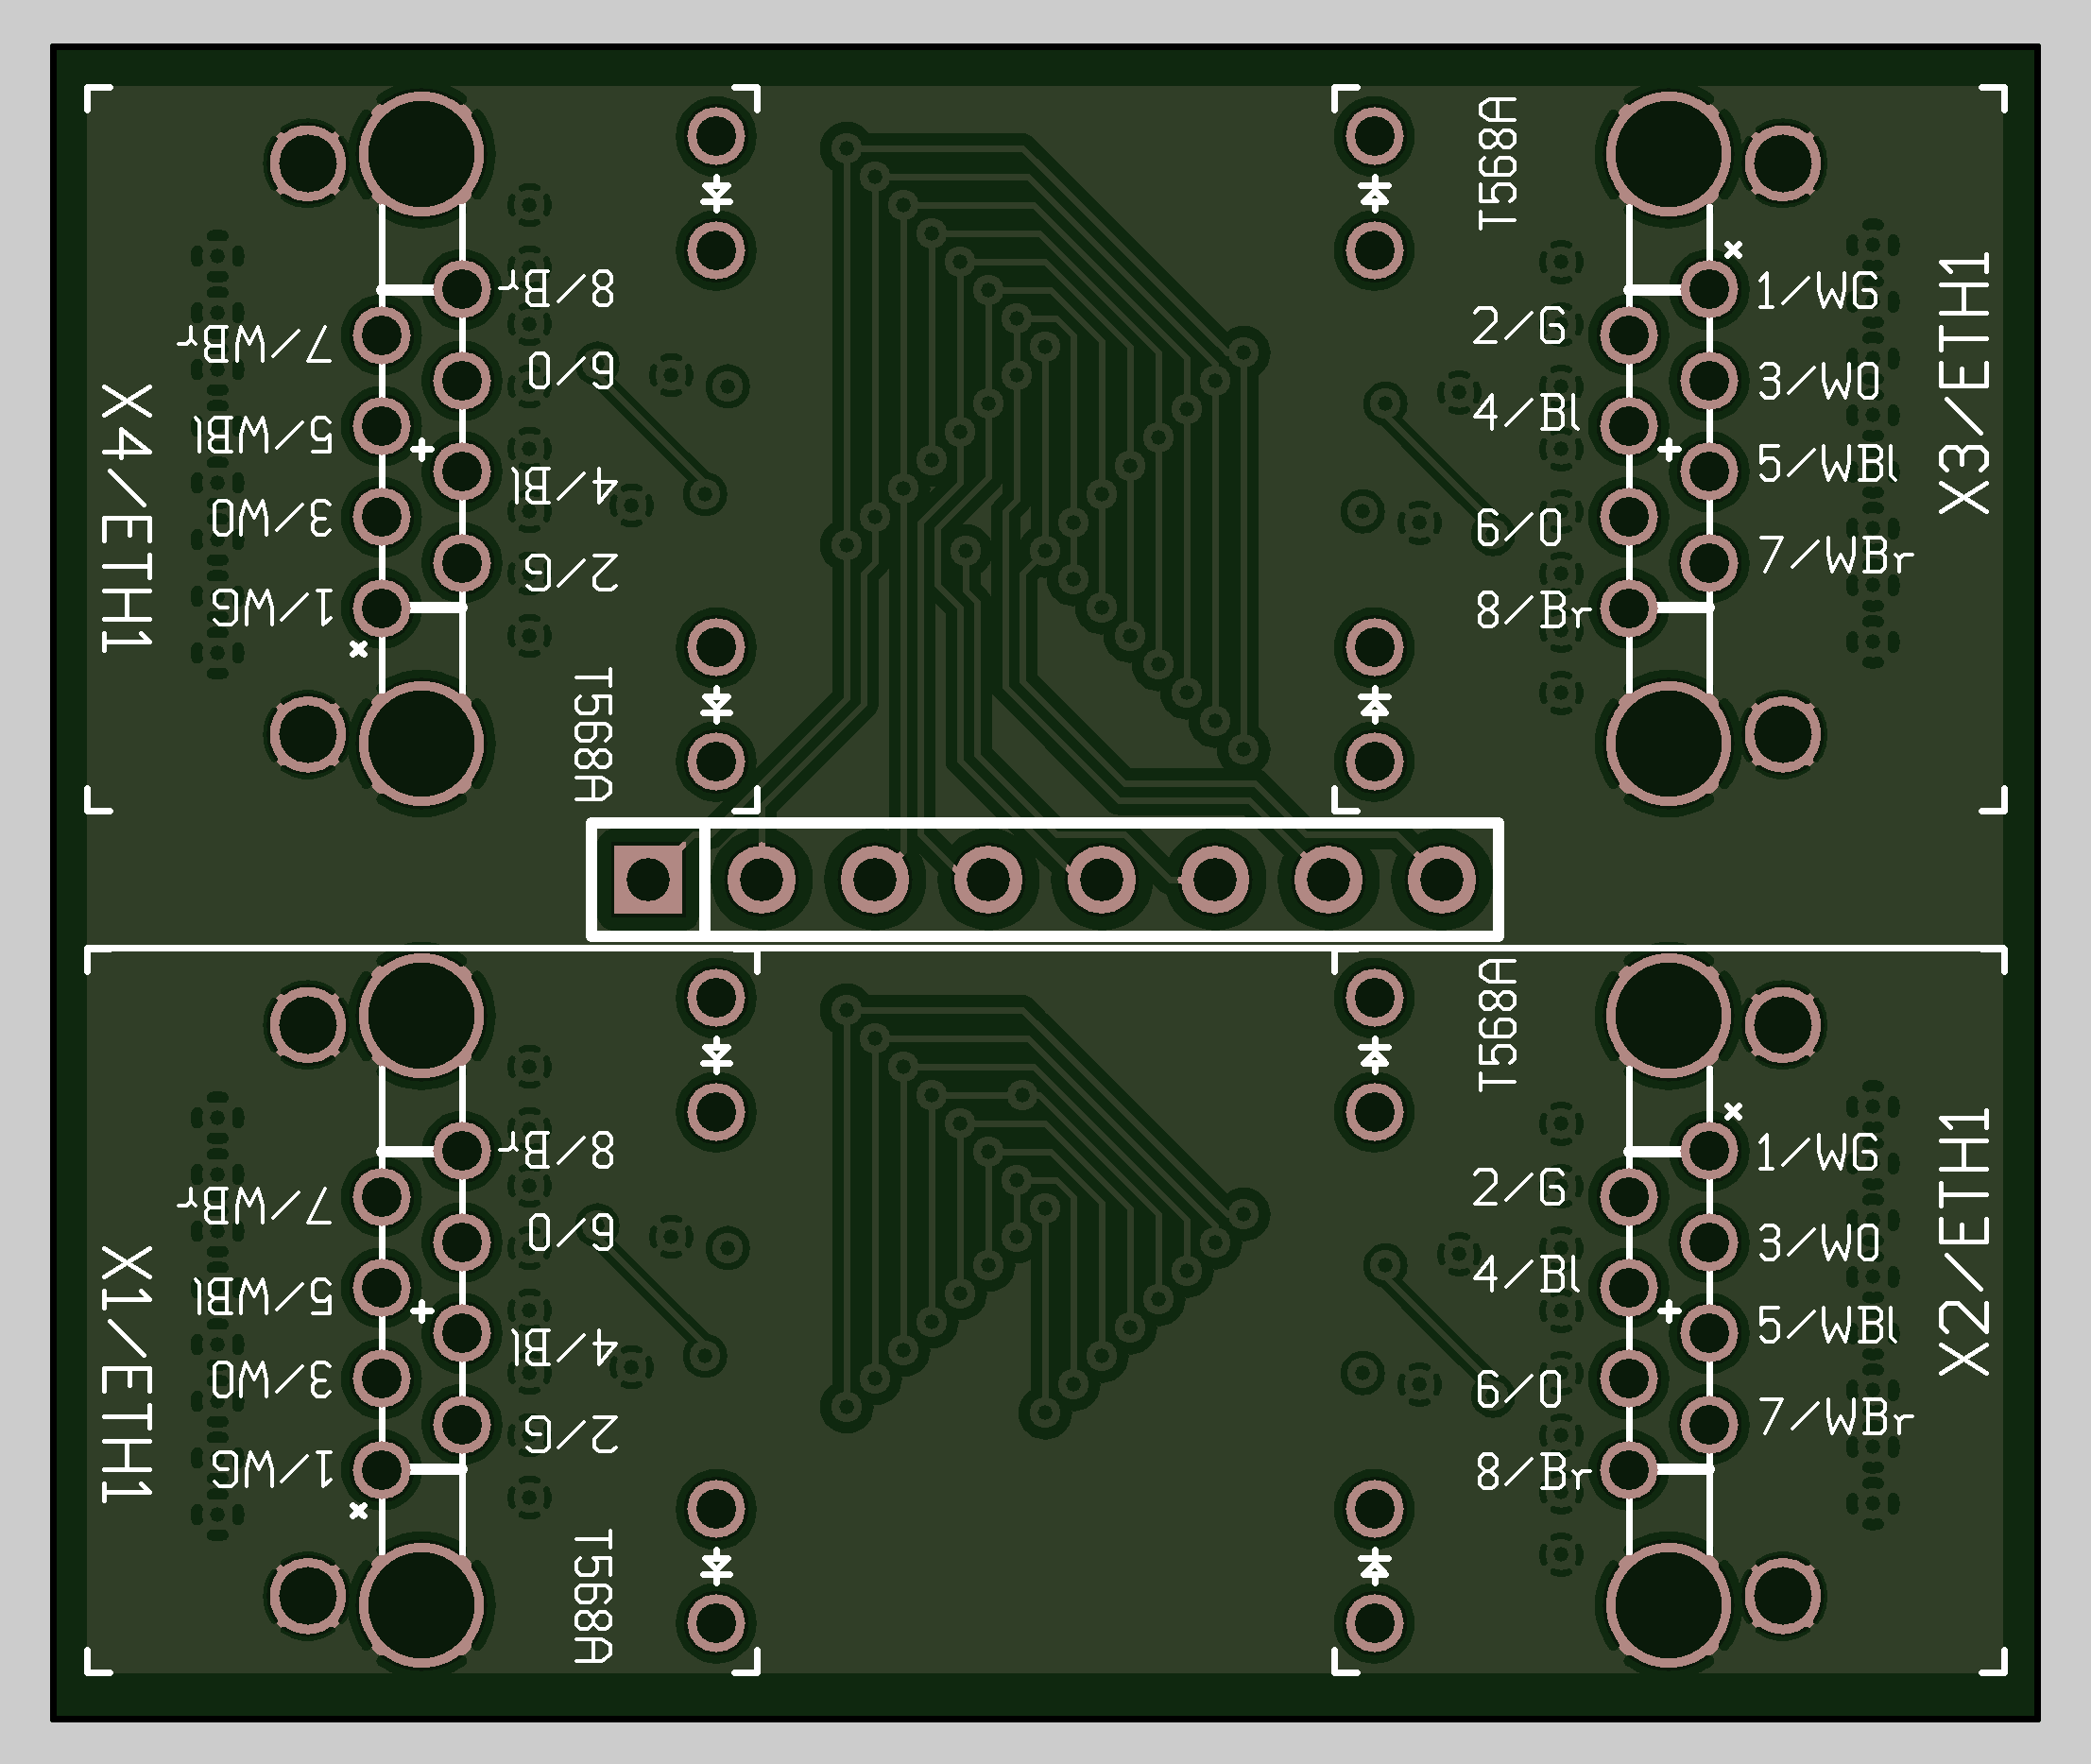 X4/ETH1
8/Br
7/WBr
6/O
5/WBl
4/Bl
3/WO
2/G
1/WG
T568A
T568A
X3/ETH1
1/WG
2/G
3/WO
4/Bl
5/WBl
6/O
7/WBr
8/Br
X1/ETH1
8/Br
7/WBr
6/O
5/WBl
4/Bl
3/WO
2/G
1/WG
T568A
T568A
X2/ETH1
1/WG
2/G
3/WO
4/Bl
5/WBl
6/O
7/WBr
8/Br